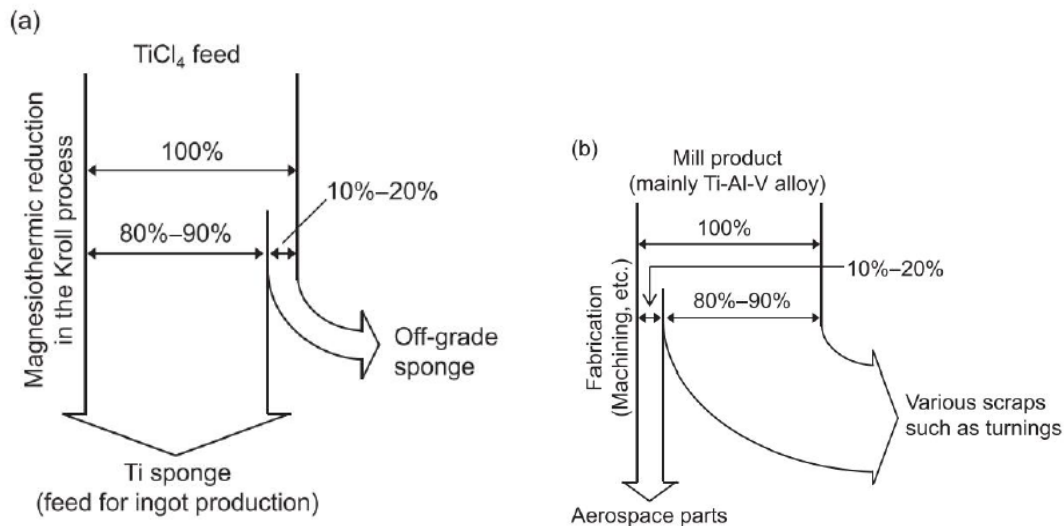 (a)
TiCl4 feed
Magnesiothermic reduction
in the Kroll process
100%
10%–20%
80%–90%
Off-grade
sponge
Ti sponge
(feed for ingot production)
(b)
Mill product
(mainly Ti-Al-V alloy)
Fabrication
(Machining, etc.)
100%
10%–20%
80%–90%
Various scraps
such as turnings
Aerospace parts